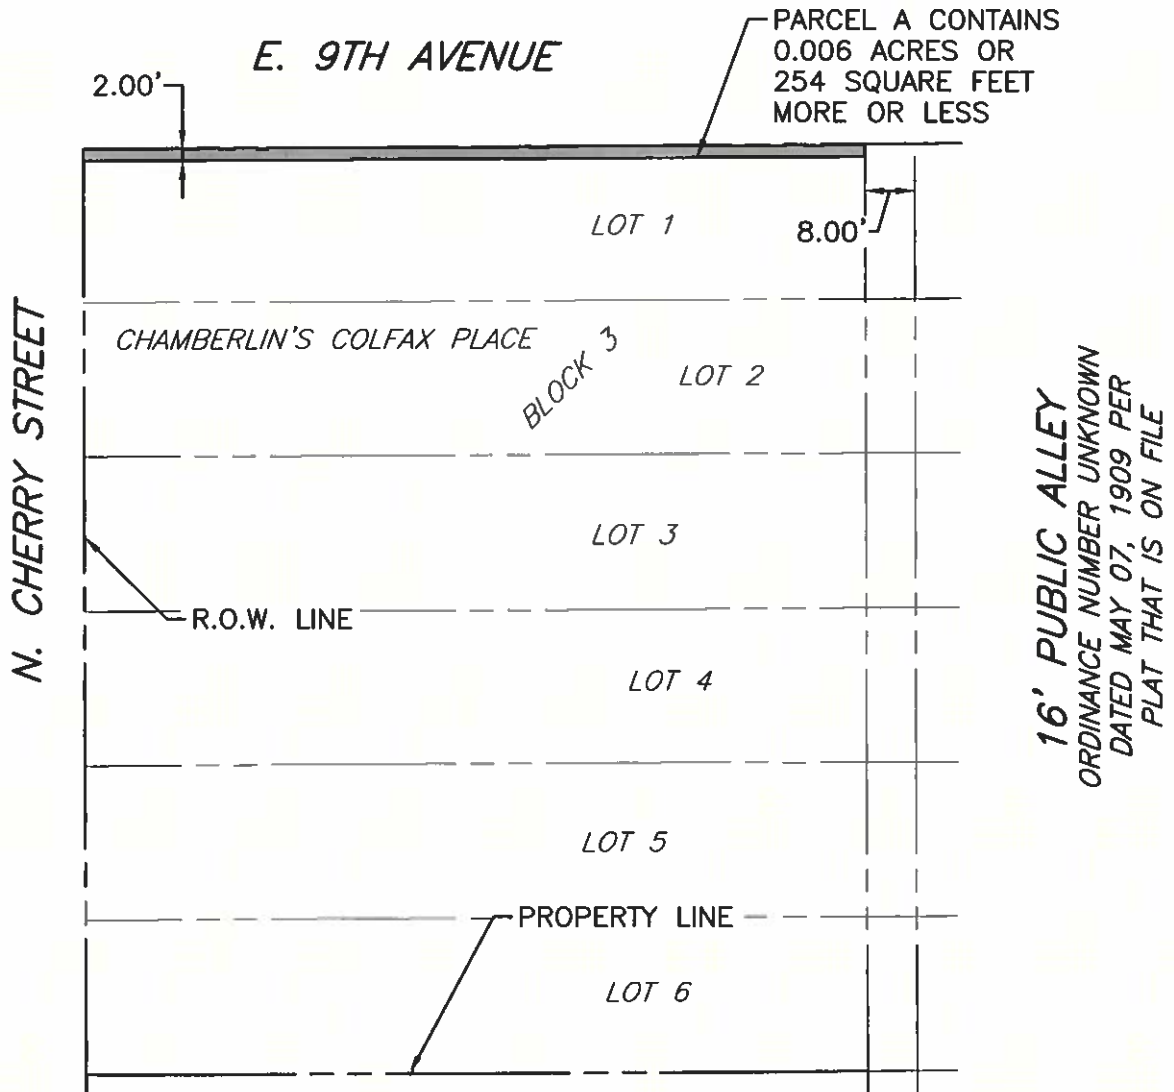 PARCEL A CONTAINS
0.006 ACRES OR
254 SQUARE FEET
MORE OR LESS
E. 9TH AVENUE
2.00'
LOT 1
8.00'
N. CHERRY STREET
CHAMBERLIN'S COLFAX PLACE
BLOCK 3
LOT 2
16' PUBLIC ALLEY
ORDINANCE NUMBER UNKNOWN
DATED MAY 07, 1909 PER
PLAT THAT IS ON FILE
LOT 3
R.O.W. LINE
LOT 4
LOT 5
PROPERTY LINE
LOT 6